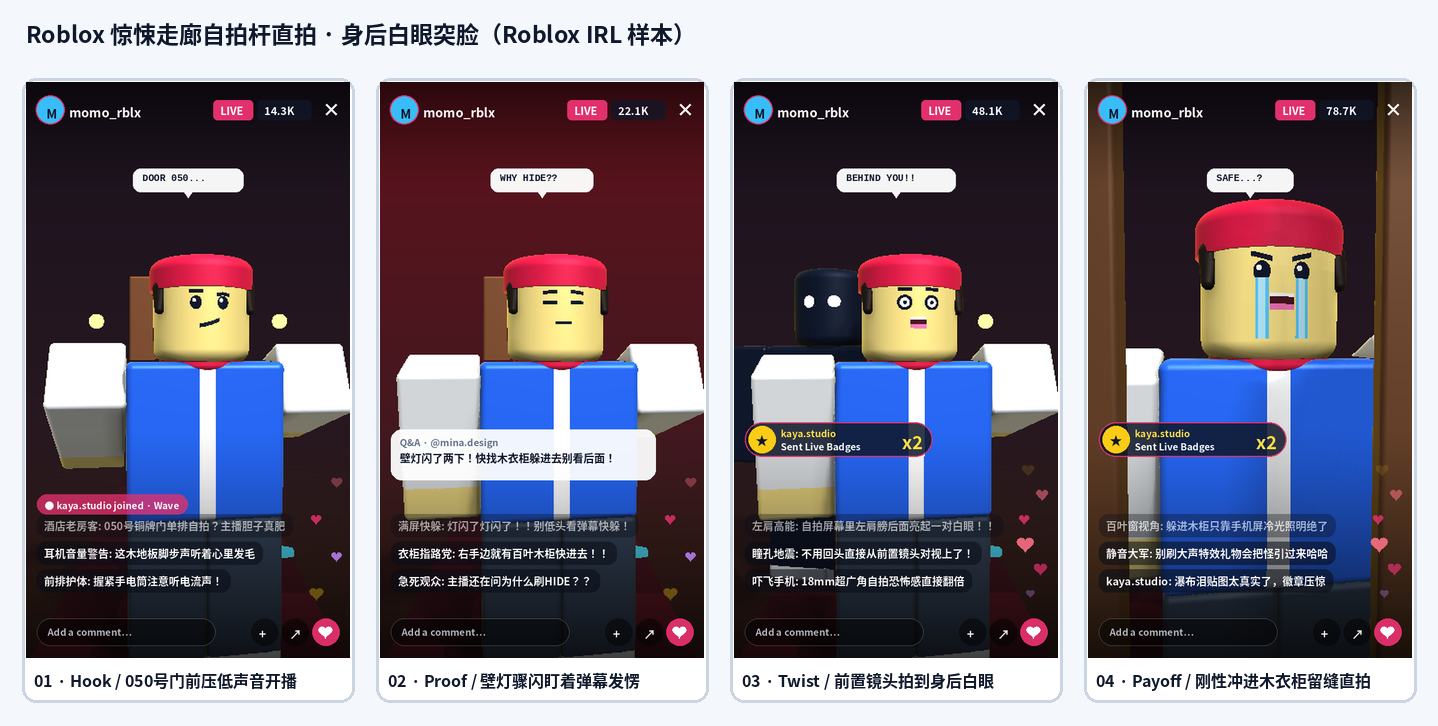 Roblox 惊悚走廊自拍杆直拍 · 身后白眼突脸（Roblox IRL 样本）
M momo_rblx LIVE 14.3K ✕
DOOR 050...
kaya.studio joined · Wave
酒店老房客: 050号铜牌门单排自拍？主播胆子真肥
耳机音量警告: 这木地板脚步声听着心里发毛
前排护体: 握紧手电筒注意听电流声！
Add a comment...
01 · Hook / 050号门前压低声音开播
M momo_rblx LIVE 22.1K ✕
WHY HIDE??
Q&A · @mina.design
壁灯闪了两下！快找木衣柜躲进去别看后面！
满屏快躲: 灯闪了灯闪了！！别低头看弹幕快躲！
衣柜指路党: 右手边就有百叶木柜快进去！！
急死观众: 主播还在问为什么刷HIDE？？
Add a comment...
02 · Proof / 壁灯骤闪盯着弹幕发愣
M momo_rblx LIVE 48.1K ✕
BEHIND YOU!!
kaya.studio
Sent Live Badges x2
左肩高能: 自拍屏幕里左肩膀后面亮起一对白眼！！
瞳孔地震: 不用回头直接从前置镜头对视上了！
吓飞手机: 18mm超广角自拍恐怖感直接翻倍
Add a comment...
03 · Twist / 前置镜头拍到身后白眼
M momo_rblx LIVE 78.7K ✕
SAFE...?
kaya.studio
Sent Live Badges x2
百叶窗视角: 躲进木柜只靠手机屏冷光照明绝了
静音大军: 别刷大声特效礼物会把怪引过来哈哈
kaya.studio: 瀑布泪贴图太真实了，徽章压惊
Add a comment...
04 · Payoff / 刚性冲进木衣柜留缝直拍